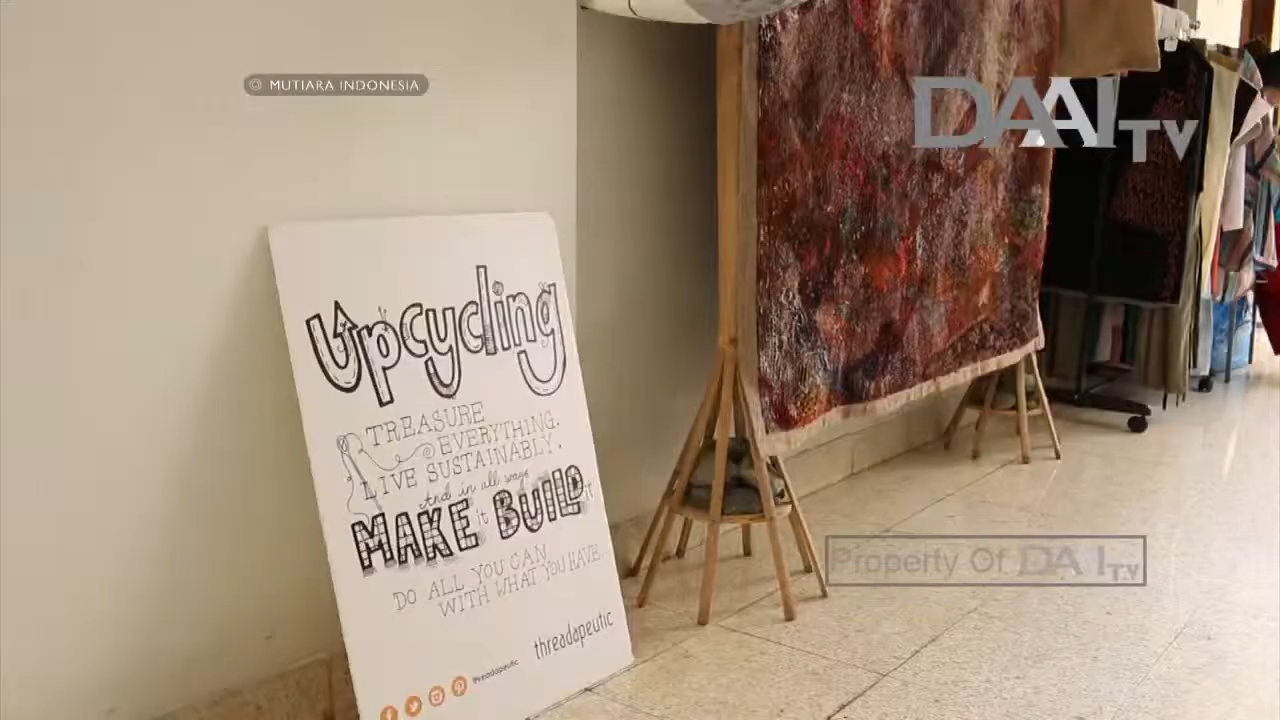 MUTIARA INDONESIA
DAAI TV
Upcycling
TREASURE
EVERYTHING.
LIVE SUSTAINABLY.
And in all ways
MAKE it BUILD it
DO ALL YOU CAN
WITH WHAT YOU HAVE
threadapeutic
threadapeutic
Property Of DAAI TV